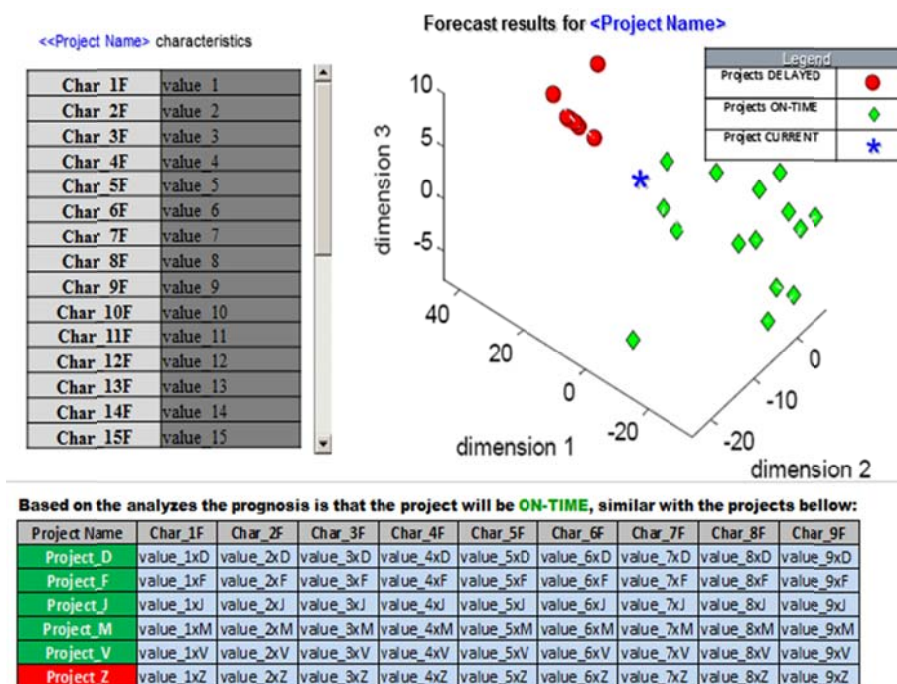 <<Project Name> characteristics
Char_1F value_1
Char_2F value_2
Char_3F value_3
Char_4F value_4
Char_5F value_5
Char_6F value_6
Char_7F value_7
Char_8F value_8
Char_9F value_9
Char_10F value_10
Char_11F value_11
Char_12F value_12
Char_13F value_13
Char_14F value_14
Char_15F value_15
Forecast results for <Project Name>
Legend
Projects DELAYED
Projects ON-TIME
Project CURRENT
dimension 3
10
5
0
-5
40
20
0
-20
dimension 1
0
-10
-20
dimension 2
Based on the analyzes the prognosis is that the project will be ON-TIME, similar with the projects bellow:
Project Name Char_1F Char_2F Char_3F Char_4F Char_5F Char_6F Char_7F Char_8F Char_9F
Project_D value_1xD value_2xD value_3xD value_4xD value_5xD value_6xD value_7xD value_8xD value_9xD
Project_F value_1xF value_2xF value_3xF value_4xF value_5xF value_6xF value_7xF value_8xF value_9xF
Project_J value_1xJ value_2xJ value_3xJ value_4xJ value_5xJ value_6xJ value_7xJ value_8xJ value_9xJ
Project_M value_1xM value_2xM value_3xM value_4xM value_5xM value_6xM value_7xM value_8xM value_9xM
Project_V value_1xV value_2xV value_3xV value_4xV value_5xV value_6xV value_7xV value_8xV value_9xV
Project_Z value_1xZ value_2xZ value_3xZ value_4xZ value_5xZ value_6xZ value_7xZ value_8xZ value_9xZ